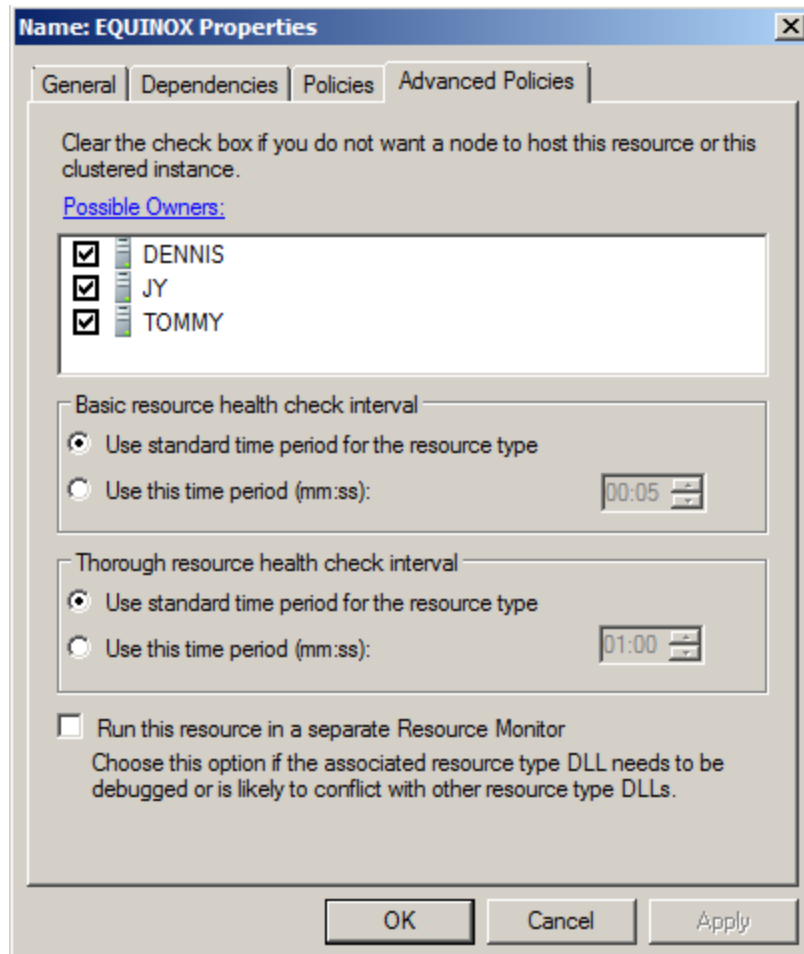 Name: EQUINOX Properties
General
Dependencies
Policies
Advanced Policies
Clear the check box if you do not want a node to host this resource or this
clustered instance.
Possible Owners:
DENNIS
JY
TOMMY
Basic resource health check interval
Use standard time period for the resource type
Use this time period (mm:ss):
00:05
Thorough resource health check interval
Use standard time period for the resource type
Use this time period (mm:ss):
01:00
Run this resource in a separate Resource Monitor
Choose this option if the associated resource type DLL needs to be
debugged or is likely to conflict with other resource type DLLs.
OK
Cancel
Apply